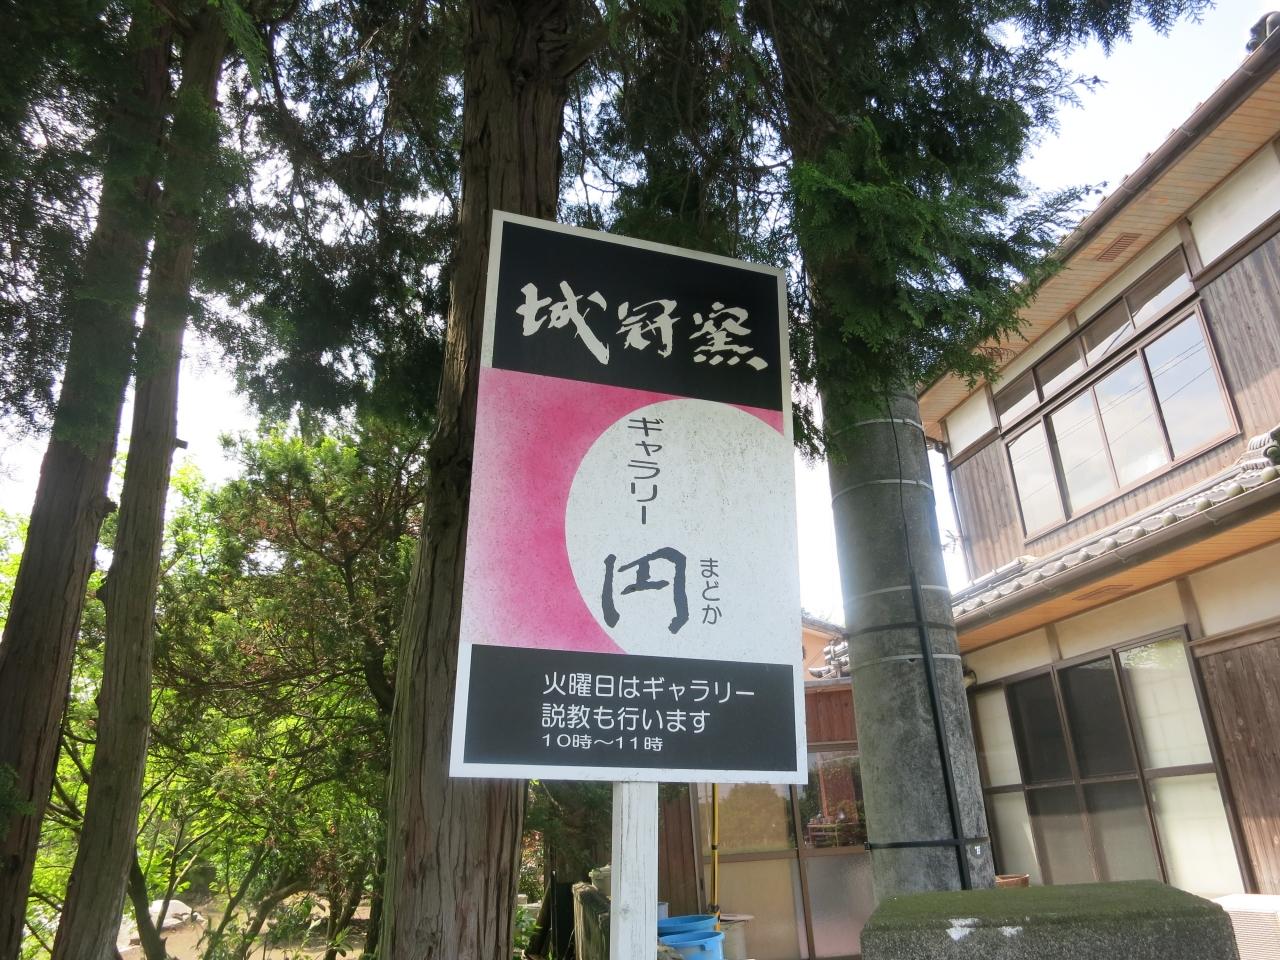 城冠窯
ギャラリー
円
まどか
火曜日はギャラリー
説教も行います
10時～11時